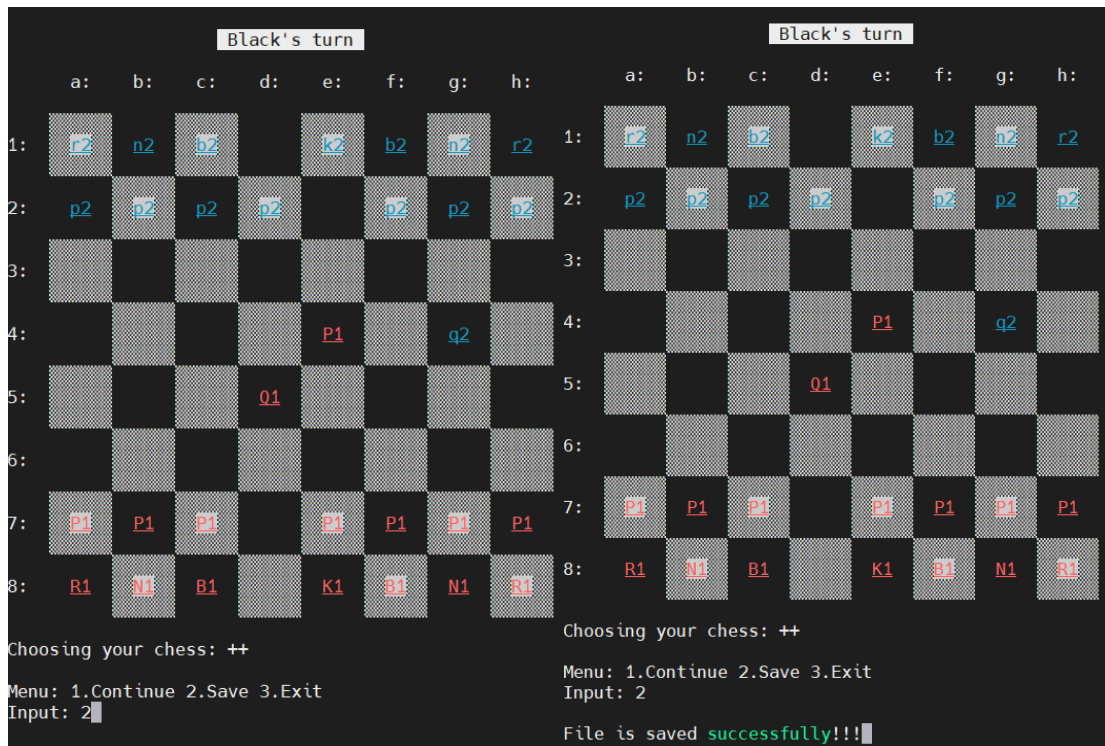 Black's turn
a: b: c: d: e: f: g: h:
1: r2 n2 b2 k2 b2 n2 r2
2: p2 p2 p2 p2 p2 p2 p2
3:
4: P1 q2
5: Q1
6:
7: P1 P1 P1 P1 P1 P1 P1
8: R1 N1 B1 K1 B1 N1 R1
Choosing your chess: ++
Menu: 1.Continue 2.Save 3.Exit
Input: 2
Black's turn
a: b: c: d: e: f: g: h:
1: r2 n2 b2 k2 b2 n2 r2
2: p2 p2 p2 p2 p2 p2 p2
3:
4: P1 q2
5: Q1
6:
7: P1 P1 P1 P1 P1 P1 P1
8: R1 N1 B1 K1 B1 N1 R1
Choosing your chess: ++
Menu: 1.Continue 2.Save 3.Exit
Input: 2
File is saved successfully!!!